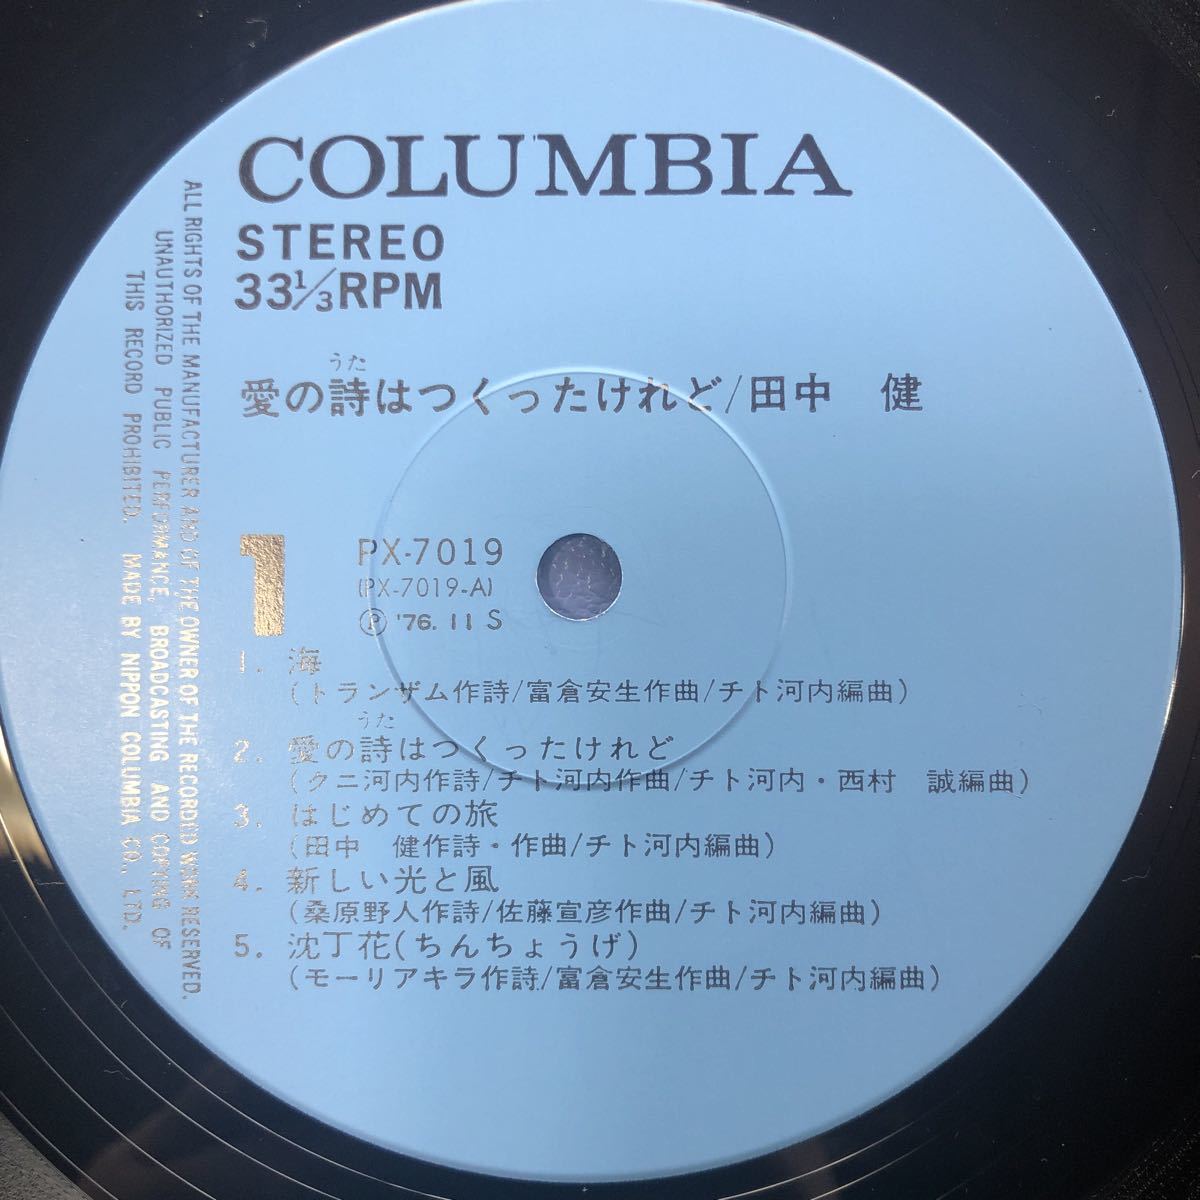 COLUMBIA
STEREO
33⅓RPM
うた
愛の詩はつくったけれど/田中 健
1
PX-7019
(PX-7019-A)
Ⓟ '76. 11 S
1. 海
(トランザム作詩/富倉安生作曲/チト河内編曲)
うた
2. 愛の詩はつくったけれど
(クニ河内作詩/チト河内作曲/チト河内・西村 誠編曲)
3. はじめての旅
(田中 健作詩・作曲/チト河内編曲)
4. 新しい光と風
(桑原野人作詩/佐藤宣彦作曲/チト河内編曲)
5. 沈丁花(ちんちょうげ)
(モーリアキラ作詩/富倉安生作曲/チト河内編曲)
ALL RIGHTS OF THE MANUFACTURER AND OF THE OWNER OF THE RECORDED WORK RESERVED.
UNAUTHORIZED PUBLIC PERFORMANCE, BROADCASTING AND COPYING OF
THIS RECORD PROHIBITED. MADE BY NIPPON COLUMBIA CO., LTD.